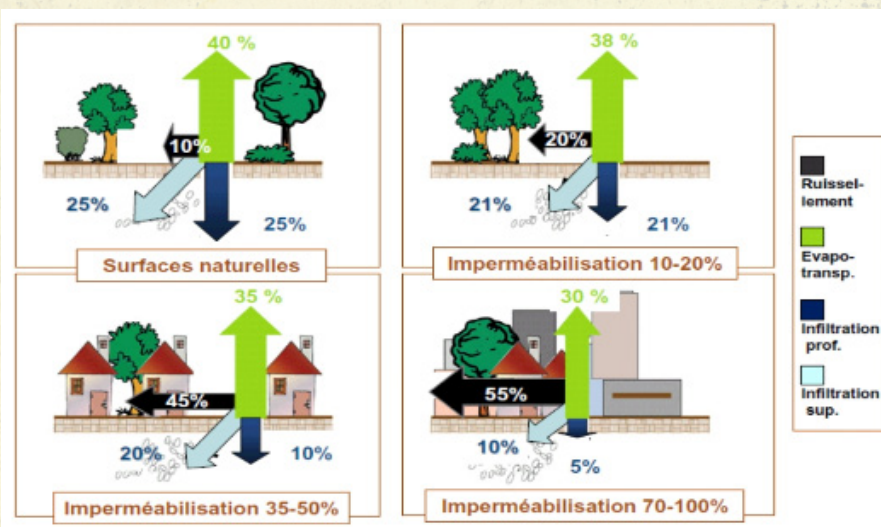 40 %
10%
25%
25%
Surfaces naturelles
38 %
20%
21%
21%
Imperméabilisation 10-20%
35 %
45%
20%
10%
Imperméabilisation 35-50%
30 %
55%
10%
5%
Imperméabilisation 70-100%
Ruissel-
lement
Evapo-
transp.
Infiltration
prof.
Infiltration
sup.